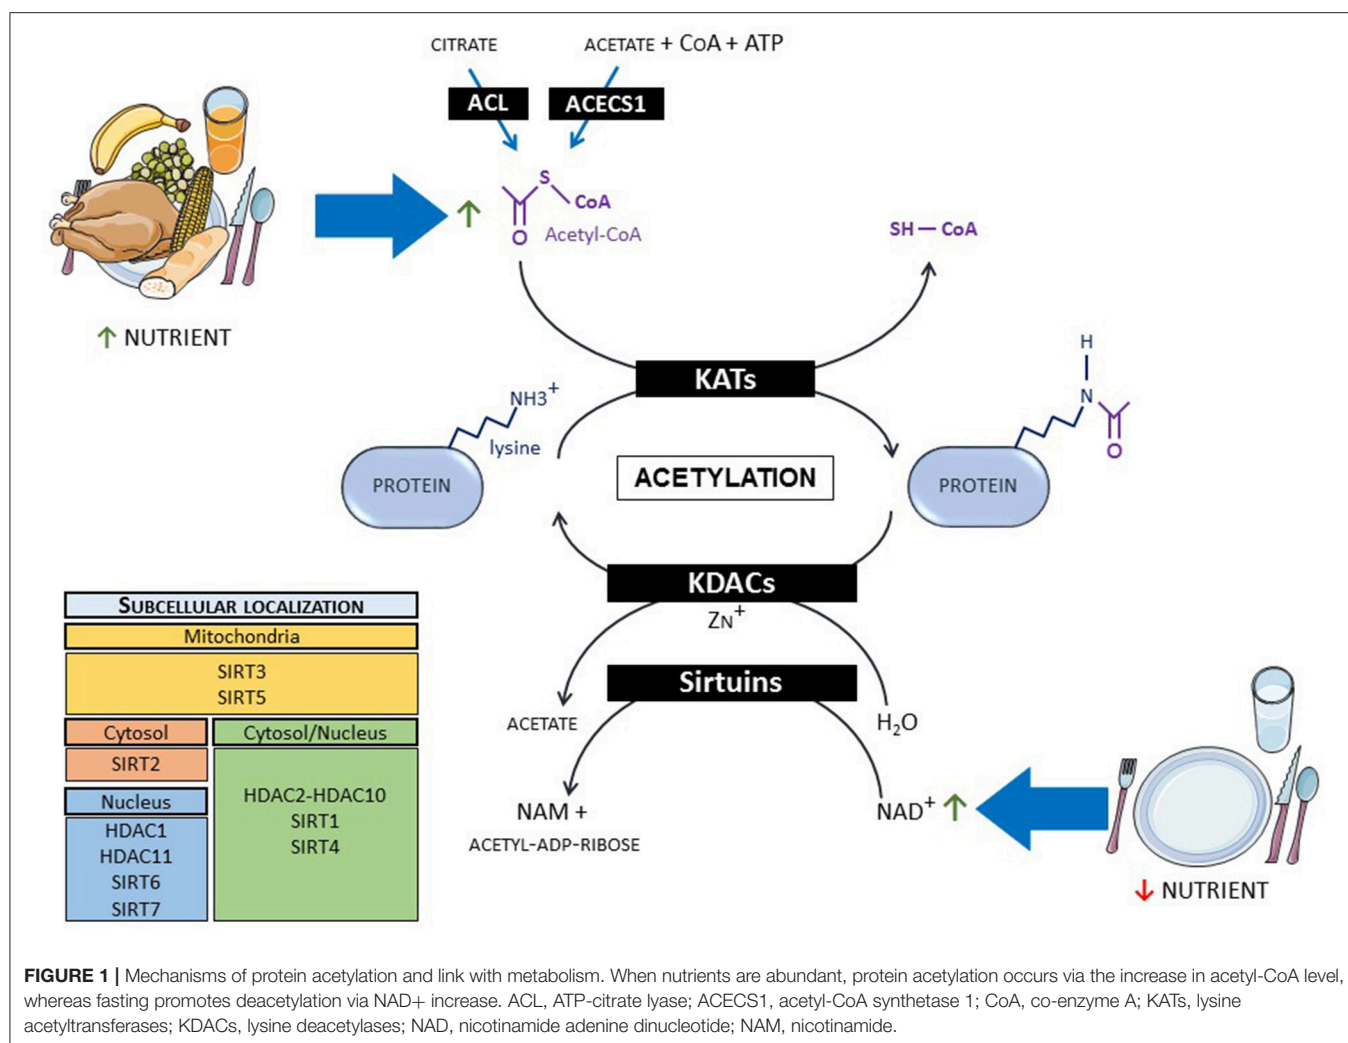 CITRATE
ACETATE + COA + ATP
ACL
ACECS1
S
CoA
O
Acetyl-CoA
SH — CoA
↑ NUTRIENT
KATs
H
N
O
NH3+
lysine
PROTEIN
ACETYLATION
PROTEIN
KDACs
ZN+
Sirtuins
ACETATE
H2O
NAM +
ACETYL-ADP-RIBOSE
NAD+ ↑
↓ NUTRIENT
SUBCELLULAR LOCALIZATION
Mitochondria
SIRT3
SIRT5
Cytosol
SIRT2
Nucleus
HDAC1
HDAC11
SIRT6
SIRT7
Cytosol/Nucleus
HDAC2-HDAC10
SIRT1
SIRT4
FIGURE 1 | Mechanisms of protein acetylation and link with metabolism. When nutrients are abundant, protein acetylation occurs via the increase in acetyl-CoA level,
whereas fasting promotes deacetylation via NAD+ increase. ACL, ATP-citrate lyase; ACECS1, acetyl-CoA synthetase 1; CoA, co-enzyme A; KATs, lysine
acetyltransferases; KDACs, lysine deacetylases; NAD, nicotinamide adenine dinucleotide; NAM, nicotinamide.